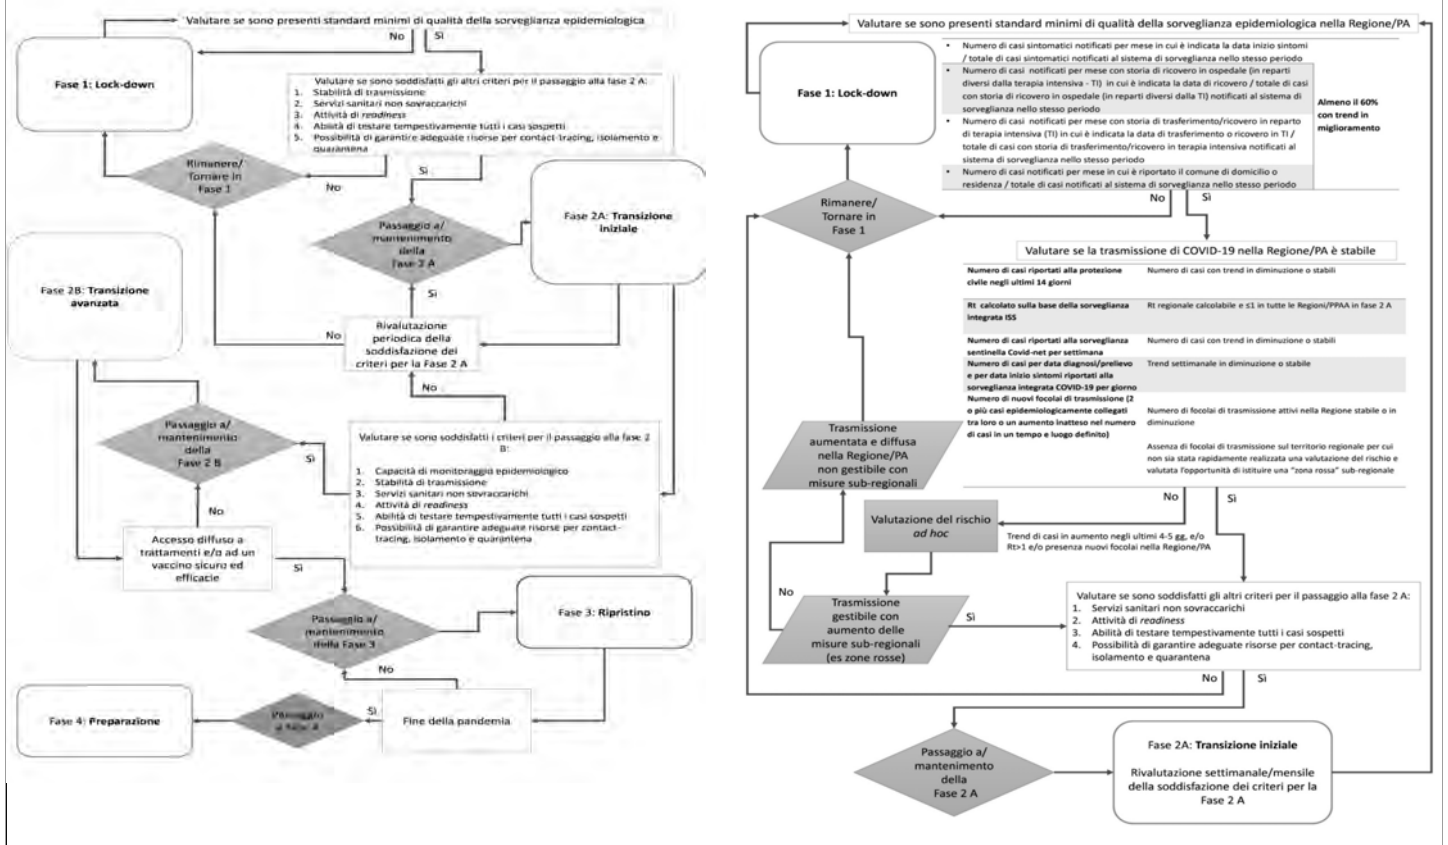 Valutare se sono presenti standard minimi di qualità della sorveglianza epidemiologica
No
Sì
Fase 1: Lock-down
Valutare se sono soddisfatti gli altri criteri per il passaggio alla fase 2 A:
1. Stabilità di trasmissione
2. Servizi sanitari non sovraccarichi
3. Attività di readiness
4. Abilità di testare tempestivamente tutti i casi sospetti
5. Possibilità di garantire adeguate risorse per contact-tracing, isolamento e
quarantena
Rimanere/
Tornare in
Fase 1
No
Sì
Passaggio a/
mantenimento
della
Fase 2 A
Fase 2A: Transizione
iniziale
Fase 2B: Transizione
avanzata
Sì
No
Rivalutazione
periodica della
soddisfazione dei
criteri per la Fase 2 A
No
Passaggio a/
mantenimento
della
Fase 2 B
Sì
Valutare se sono soddisfatti i criteri per il passaggio alla fase 2
B:
1. Capacità di monitoraggio epidemiologico
2. Stabilità di trasmissione
3. Servizi sanitari non sovraccarichi
4. Attività di readiness
5. Abilità di testare tempestivamente tutti i casi sospetti
6. Possibilità di garantire adeguate risorse per contact-
tracing, isolamento e quarantena
No
Accesso diffuso a
trattamenti e/o ad un
vaccino sicuro ed
efficacie
Sì
Passaggio a/
mantenimento
della Fase 3
Fase 3: Ripristino
No
Fase 4: Preparazione
Passaggio
a fase 4
Sì
Fine della pandemia
Valutare se sono presenti standard minimi di qualità della sorveglianza epidemiologica nella Regione/PA
Fase 1: Lock-down
• Numero di casi sintomatici notificati per mese in cui è indicata la data inizio sintomi
/ totale di casi sintomatici notificati al sistema di sorveglianza nello stesso periodo
• Numero di casi notificati per mese con storia di ricovero in ospedale (in reparti
diversi dalla terapia intensiva - TI) in cui è indicata la data di ricovero / totale di casi
con storia di ricovero in ospedale (in reparti diversi dalla TI) notificati al sistema di
sorveglianza nello stesso periodo
• Numero di casi notificati per mese con storia di trasferimento/ricovero in reparto
di terapia intensiva (TI) in cui è indicata la data di trasferimento o ricovero in TI /
totale di casi con storia di trasferimento/ricovero in terapia intensiva notificati al
sistema di sorveglianza nello stesso periodo
• Numero di casi notificati per mese in cui è riportato il comune di domicilio o
residenza / totale di casi notificati al sistema di sorveglianza nello stesso periodo
Almeno il 60%
con trend in
miglioramento
No
Sì
Rimanere/
Tornare in
Fase 1
Valutare se la trasmissione di COVID-19 nella Regione/PA è stabile
Numero di casi riportati alla protezione
civile negli ultimi 14 giorni
Numero di casi con trend in diminuzione o stabili
Rt calcolato sulla base della sorveglianza
integrata ISS
Rt regionale calcolabile e ≤1 in tutte le Regioni/PPAA in fase 2 A
Numero di casi riportati alla sorveglianza
sentinella Covid-net per settimana
Numero di casi con trend in diminuzione o stabili
Numero di casi per data diagnosi/prelievo
e per data inizio sintomi riportati alla
sorveglianza integrata COVID-19 per giorno
Trend settimanale in diminuzione o stabile
Numero di nuovi focolai di trasmissione (2
o più casi epidemiologicamente collegati
tra loro o un aumento inatteso nel numero
di casi in un tempo e luogo definito)
Numero di focolai di trasmissione attivi nella Regione stabile o in
diminuzione
Assenza di focolai di trasmissione sul territorio regionale per cui
non sia stata rapidamente realizzata una valutazione del rischio e
valutata l'opportunità di istituire una "zona rossa" sub-regionale
Trasmissione
aumentata e diffusa
nella Regione/PA
non gestibile con
misure sub-regionali
No
Sì
Valutazione del rischio
ad hoc
Trend di casi in aumento negli ultimi 4-5 gg, e/o
Rt>1 e/o presenza nuovi focolai nella Regione/PA
No
Trasmissione
gestibile con
aumento delle
misure sub-regionali
(es zone rosse)
Sì
Valutare se sono soddisfatti gli altri criteri per il passaggio alla fase 2 A:
1. Servizi sanitari non sovraccarichi
2. Attività di readiness
3. Abilità di testare tempestivamente tutti i casi sospetti
4. Possibilità di garantire adeguate risorse per contact-tracing,
isolamento e quarantena
No
Sì
Passaggio a/
mantenimento
della
Fase 2 A
Fase 2A: Transizione iniziale
Rivalutazione settimanale/mensile
della soddisfazione dei criteri per la
Fase 2 A